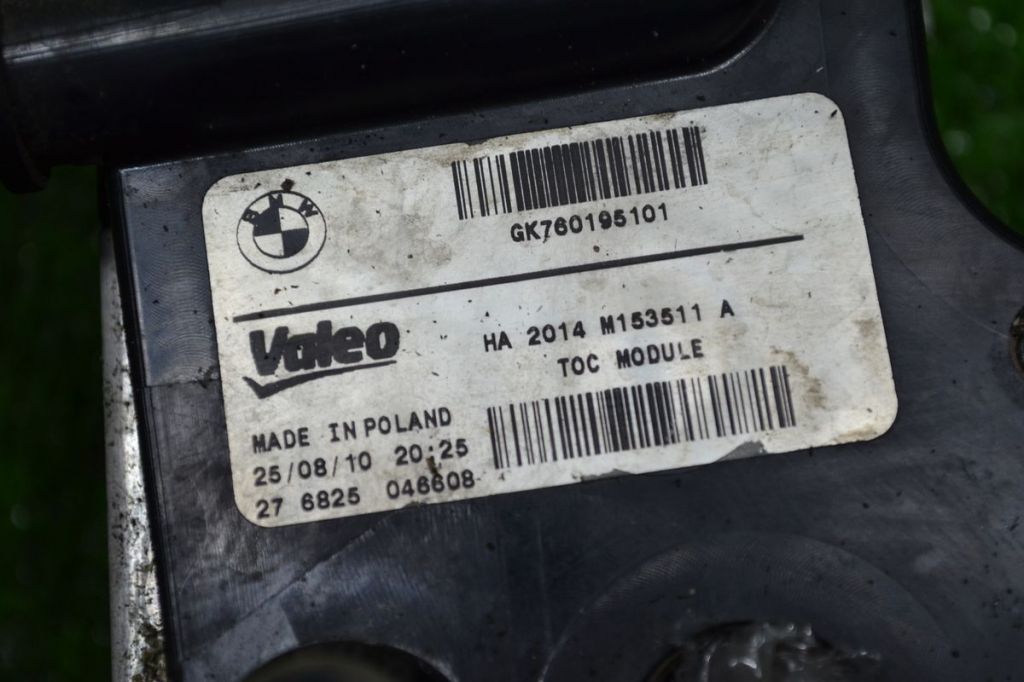 BMW
GK760195101
Valeo
HA 2014 M153511 A
TOC MODULE
MADE IN POLAND
25/08/10 20:25
27 6825 046608